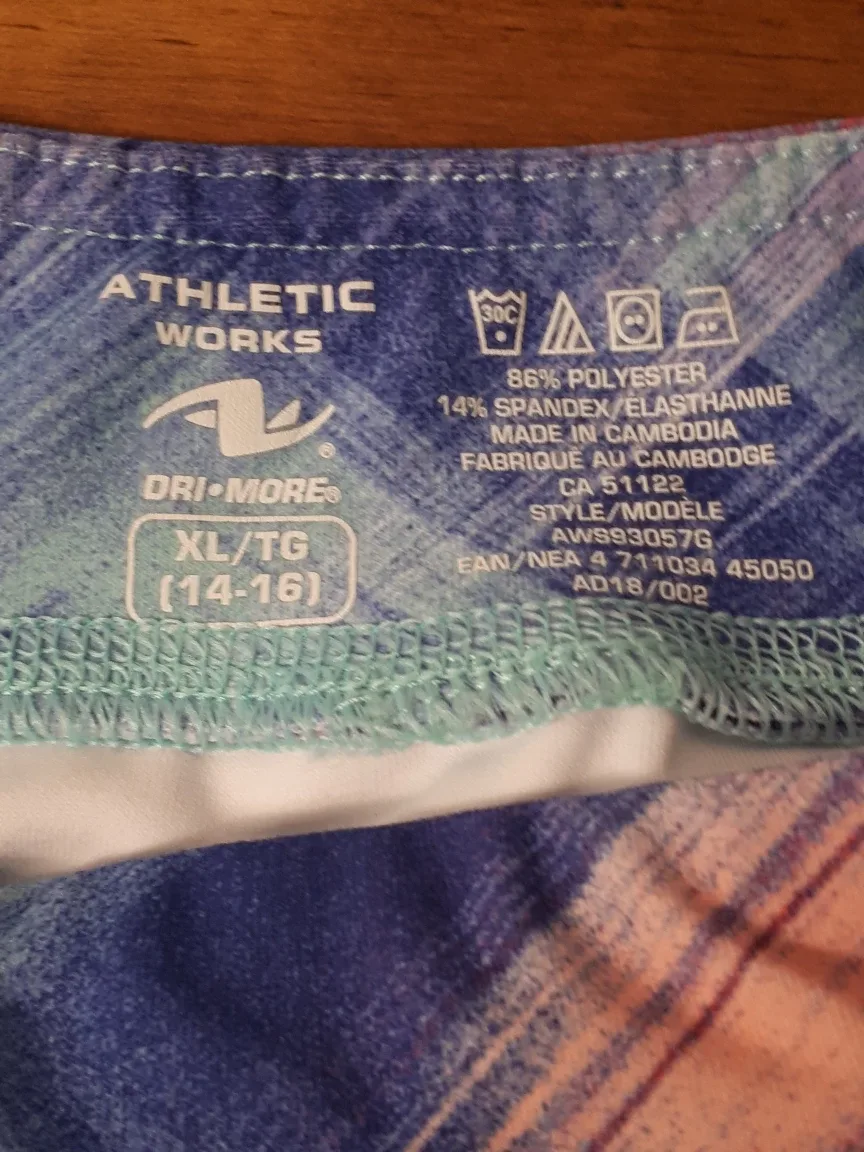 ATHLETIC
WORKS
®
DRI•MORE®
XL/TG
(14-16)
30C
86% POLYESTER
14% SPANDEX/ÉLASTHANNE
MADE IN CAMBODIA
FABRIQUÉ AU CAMBODGE
CA 51122
STYLE/MODÈLE
AWS93057G
EAN/NEA 4 711034 45050
AD18/002